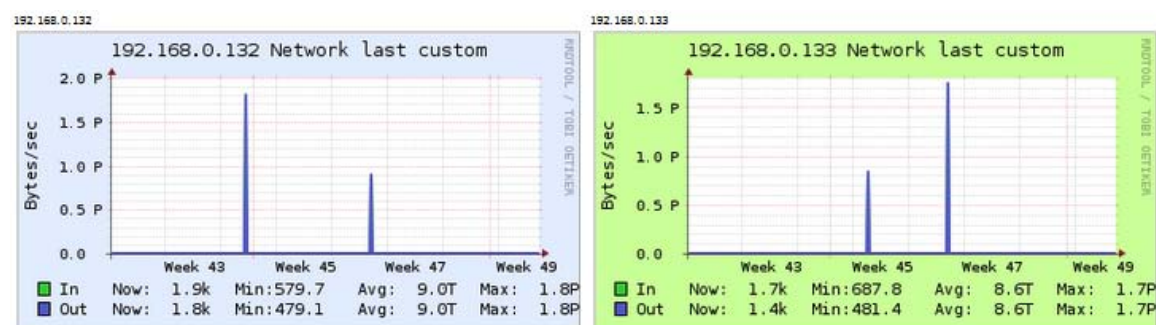 192.168.0.132
192.168.0.132 Network last custom
RRDTOOL / TOBI OETIKER
Bytes/sec
2.0 P
1.5 P
1.0 P
0.5 P
0.0
Week 43 Week 45 Week 47 Week 49
In Now: 1.9k Min:579.7 Avg: 9.0T Max: 1.8P
Out Now: 1.8k Min:479.1 Avg: 9.0T Max: 1.8P
192.168.0.133
192.168.0.133 Network last custom
RRDTOOL / TOBI OETIKER
Bytes/sec
1.5 P
1.0 P
0.5 P
0.0
Week 43 Week 45 Week 47 Week 49
In Now: 1.7k Min:687.8 Avg: 8.6T Max: 1.7P
Out Now: 1.4k Min:481.4 Avg: 8.6T Max: 1.7P